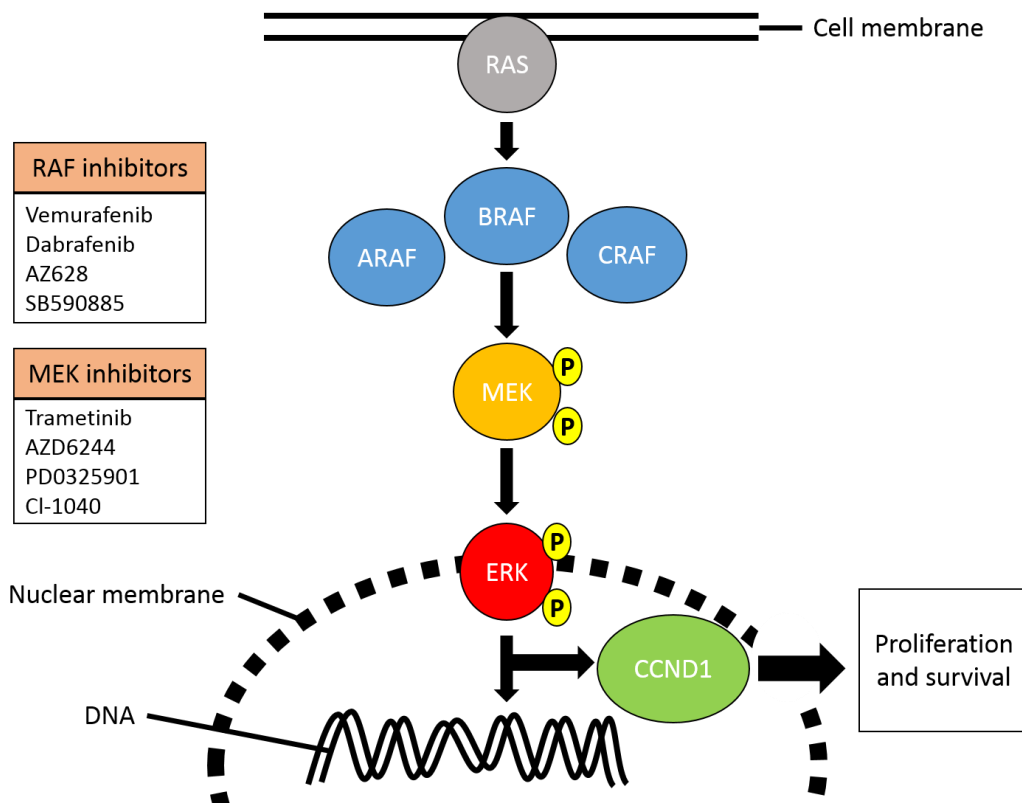 Cell membrane
RAS
RAF inhibitors
Vemurafenib
Dabrafenib
AZ628
SB590885
BRAF
ARAF
CRAF
MEK inhibitors
Trametinib
AZD6244
PD0325901
CI-1040
MEK
P
P
ERK
P
P
Nuclear membrane
CCND1
Proliferation
and survival
DNA